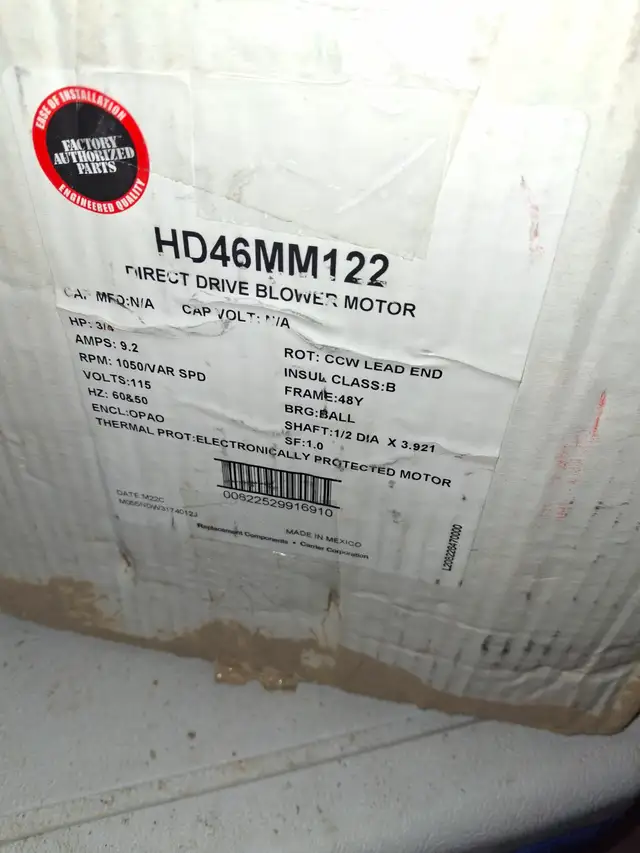 EASE OF INSTALLATION
FACTORY
AUTHORIZED
PARTS
ENGINEERED QUALITY
HD46MM122
DIRECT DRIVE BLOWER MOTOR
CAP MFD:N/A CAP VOLT: N/A
HP: 3/4
AMPS: 9.2
RPM: 1050/VAR SPD
VOLTS:115
HZ: 60&50
ENCL:OPAO
THERMAL PROT:ELECTRONICALLY PROTECTED MOTOR
ROT: CCW LEAD END
INSUL CLASS:B
FRAME:48Y
BRG:BALL
SHAFT:1/2 DIA X 3.921
SF:1.0
00822529916910
DATE M22C
MADE IN MEXICO
Replacement Components • Carrier Corporation